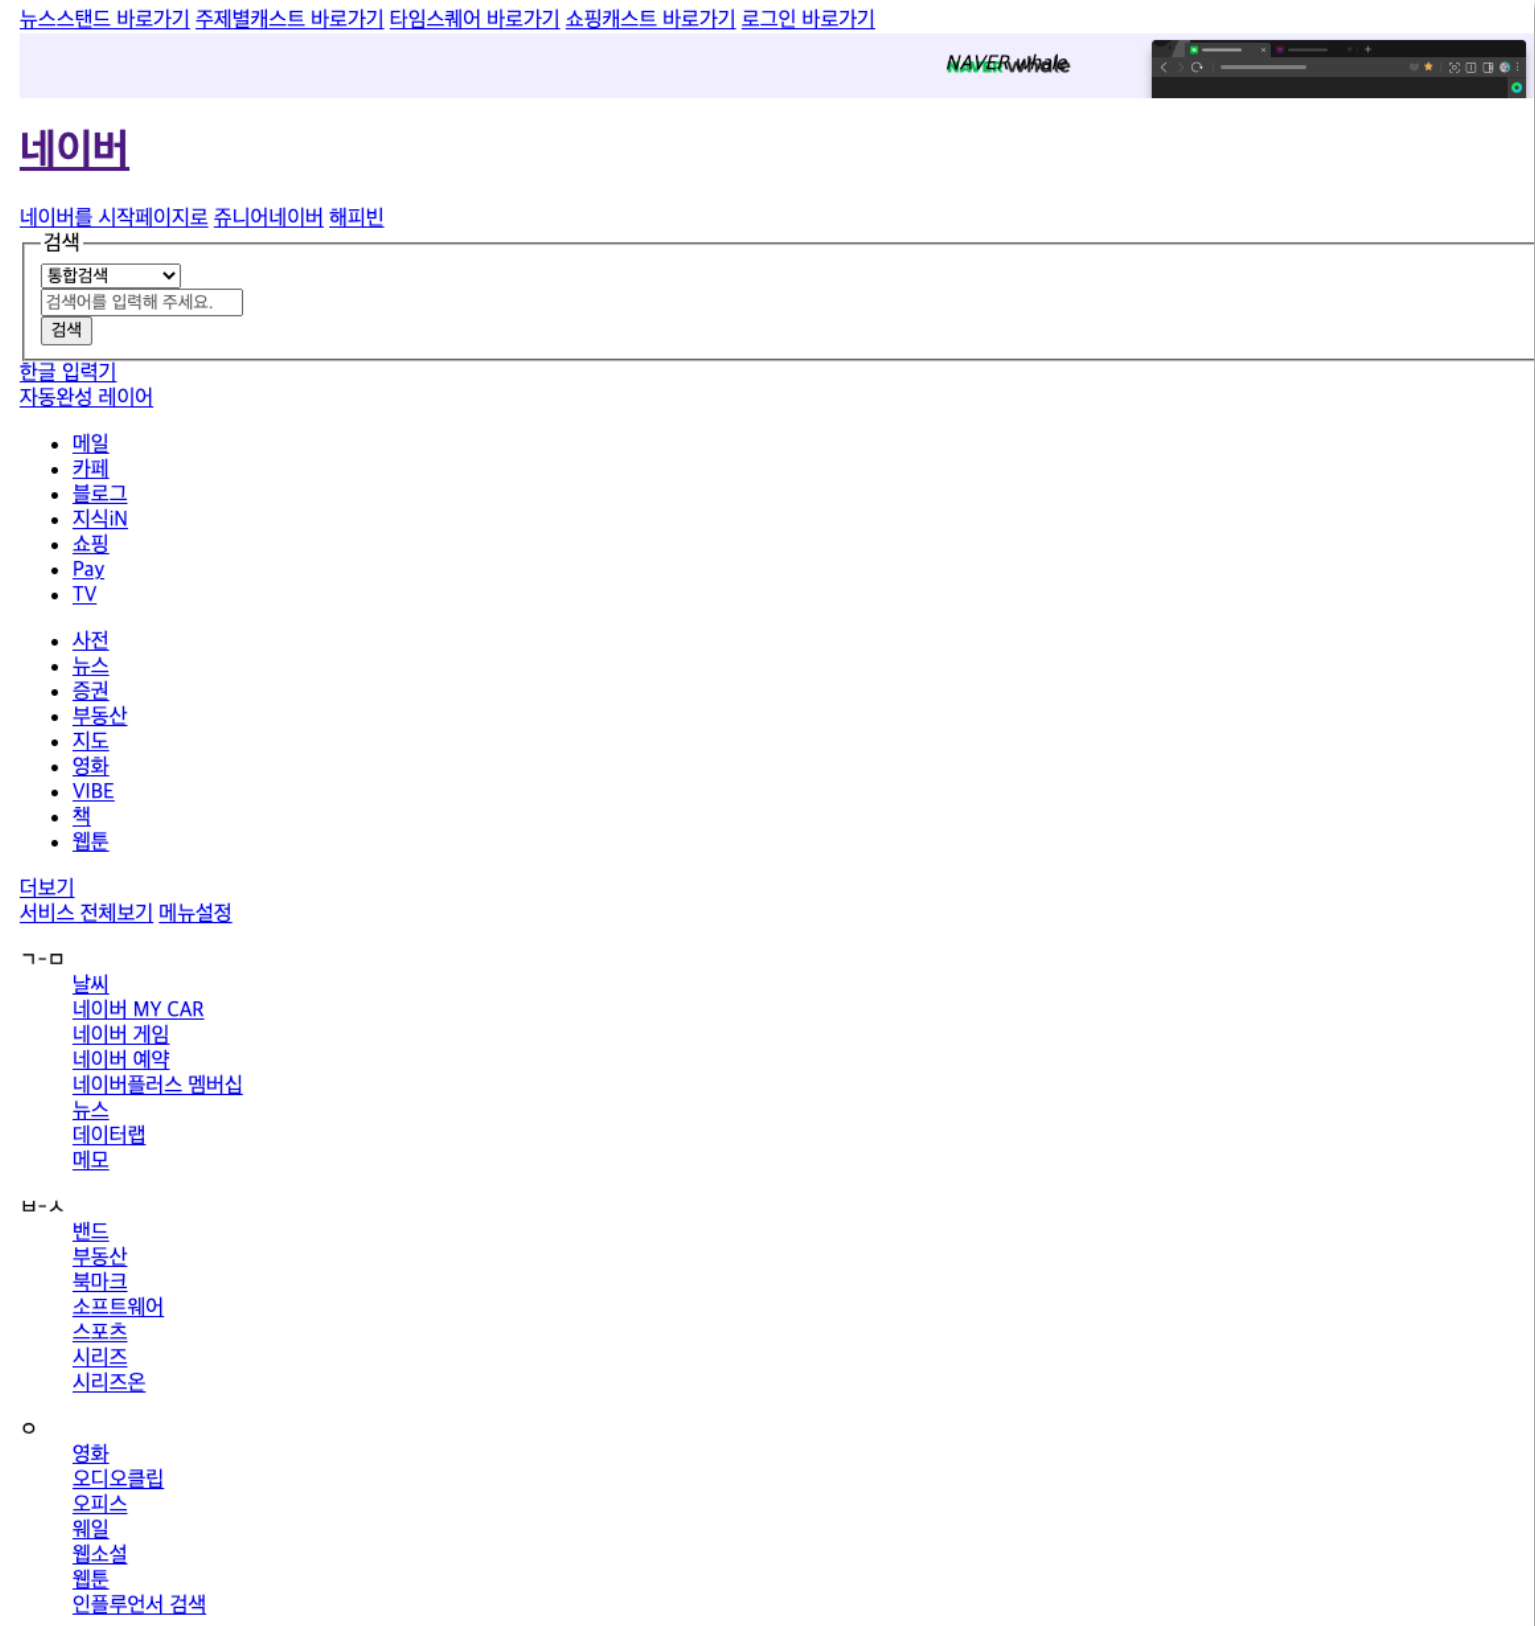 뉴스스탠드 바로가기 주제별캐스트 바로가기 타임스퀘어 바로가기 쇼핑캐스트 바로가기 로그인 바로가기
NAVER whale
네이버
네이버를 시작페이지로 쥬니어네이버 해피빈
검색
통합검색
검색어를 입력해 주세요.
검색
한글 입력기
자동완성 레이어
메일
카페
블로그
지식iN
쇼핑
Pay
TV
사전
뉴스
증권
부동산
지도
영화
VIBE
책
웹툰
더보기
서비스 전체보기 메뉴설정
ㄱ-ㅁ
날씨
네이버 MY CAR
네이버 게임
네이버 예약
네이버플러스 멤버십
뉴스
데이터랩
메모
ㅂ-ㅅ
밴드
부동산
북마크
소프트웨어
스포츠
시리즈
시리즈온
ㅇ
영화
오디오클립
오피스
웨일
웹소설
웹툰
인플루언서 검색